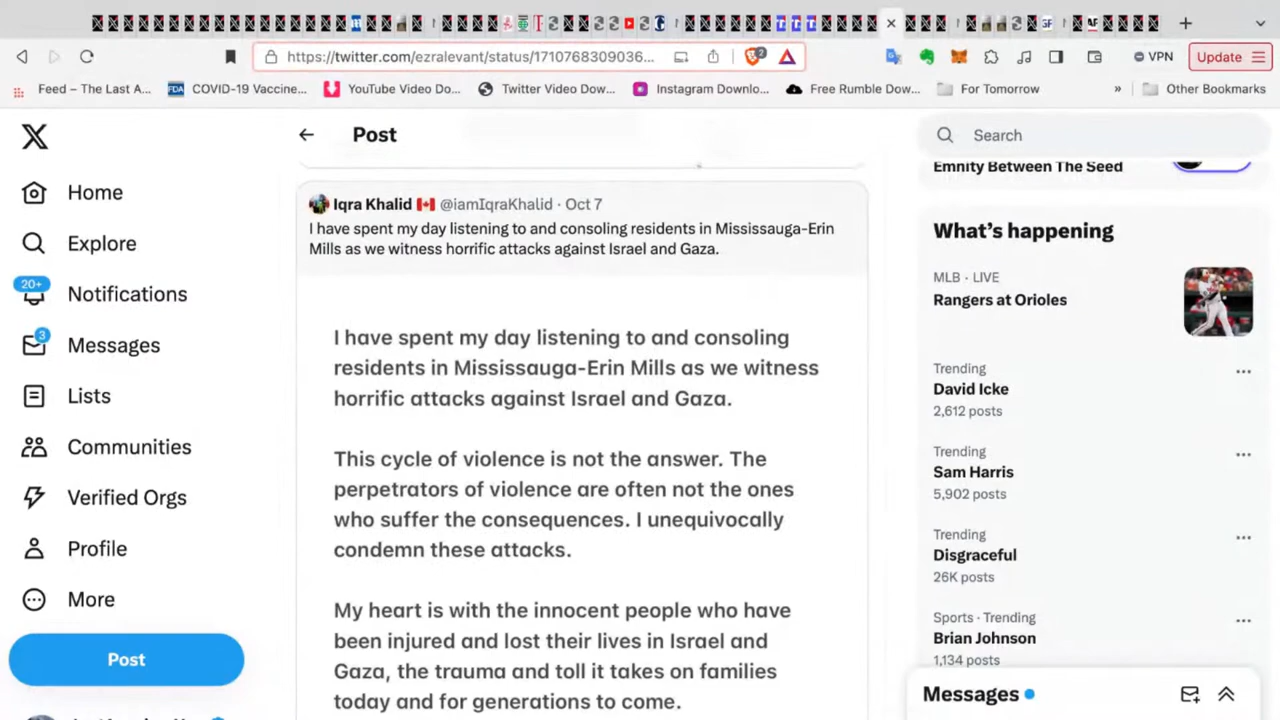 https://twitter.com/ezralevant/status/17107683090​36...
2
VPN
Update
Feed – The Last A...
FDA
COVID-19 Vaccine...
YouTube Video Do...
Twitter Video Dow...
Instagram Downlo...
Free Rumble Dow...
For Tomorrow
»
Other Bookmarks
X
Home
Explore
20+
Notifications
3
Messages
Lists
Communities
Verified Orgs
Profile
More
Post
Post
Iqra Khalid @iamIqraKhalid · Oct 7
I have spent my day listening to and consoling residents in Mississauga-Erin
Mills as we witness horrific attacks against Israel and Gaza.
I have spent my day listening to and consoling
residents in Mississauga-Erin Mills as we witness
horrific attacks against Israel and Gaza.
This cycle of violence is not the answer. The
perpetrators of violence are often not the ones
who suffer the consequences. I unequivocally
condemn these attacks.
My heart is with the innocent people who have
been injured and lost their lives in Israel and
Gaza, the trauma and toll it takes on families
today and for generations to come.
Search
Emnity Between The Seed
What's happening
MLB · LIVE
Rangers at Orioles
Trending
David Icke
2,612 posts
Trending
Sam Harris
5,902 posts
Trending
Disgraceful
26K posts
Sports · Trending
Brian Johnson
1,134 posts
Messages